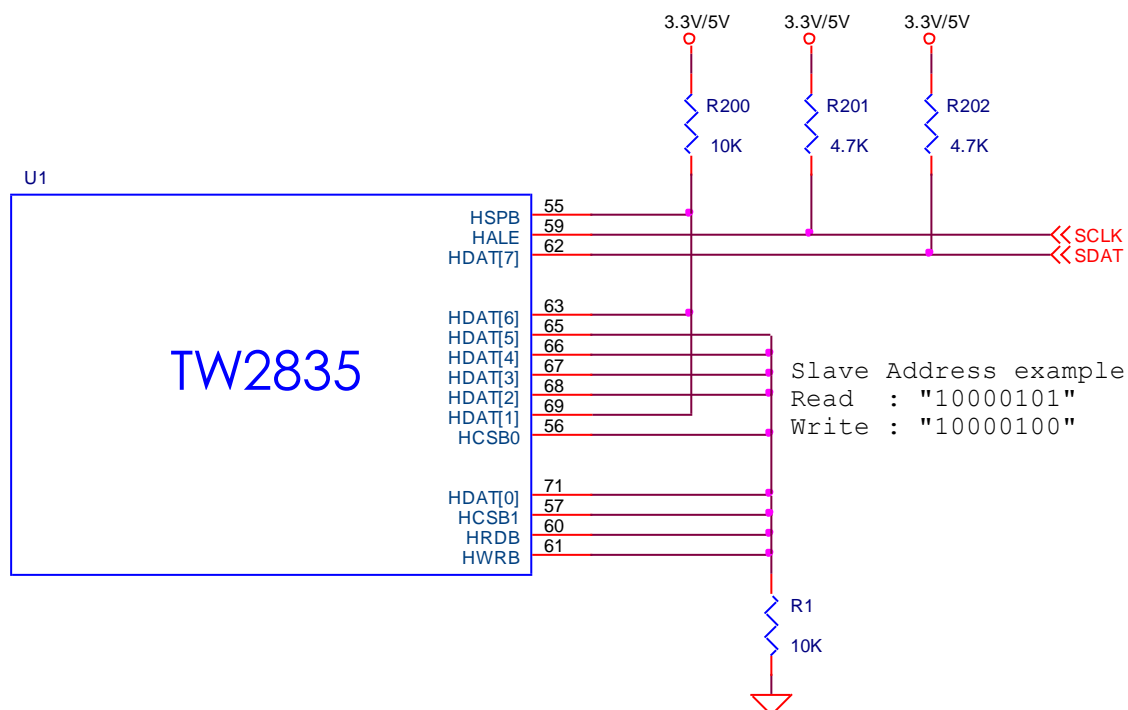 3.3V/5V 3.3V/5V 3.3V/5V
R200 R201 R202
10K 4.7K 4.7K
U1
HSPB 55
HALE 59 SCLK
HDAT[7] 62 SDAT
HDAT[6] 63
HDAT[5] 65
HDAT[4] 66
HDAT[3] 67
HDAT[2] 68
HDAT[1] 69
HCSB0 56
TW2835
Slave Address example
Read : "10000101"
Write : "10000100"
HDAT[0] 71
HCSB1 57
HRDB 60
HWRB 61
R1
10K